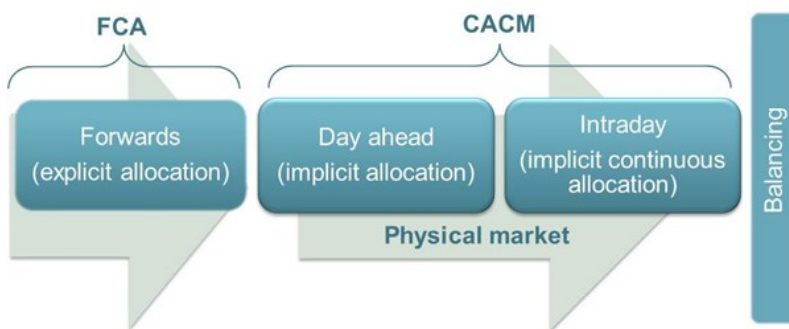 FCA
CACM
Forwards
(explicit allocation)
Day ahead
(implicit allocation)
Intraday
(implicit continuous
allocation)
Physical market
Balancing